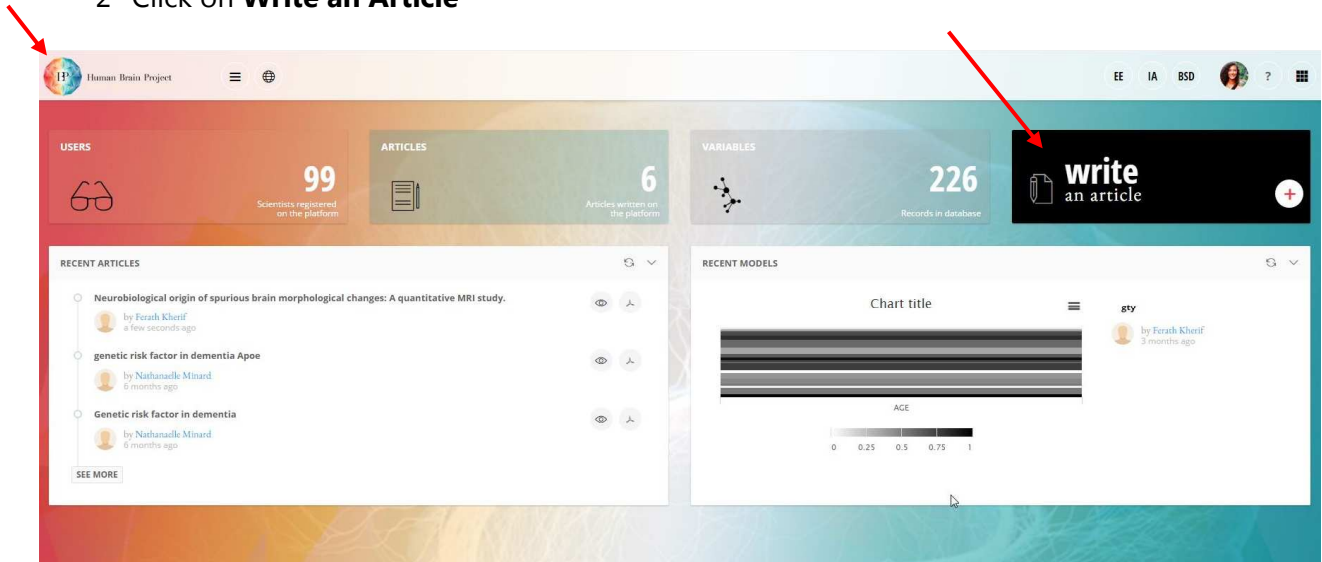 2 Click on Write an Article
HP Human Brain Project
EE IA BSD ?
USERS
99
Scientists registered
on the platform
ARTICLES
6
Articles written on
the platform
VARIABLES
226
Records in database
write
an article
+
RECENT ARTICLES
Neurobiological origin of spurious brain morphological changes: A quantitative MRI study.
by Ferath Kherif
a few seconds ago
genetic risk factor in dementia Apoe
by Nathanaelle Minard
6 months ago
Genetic risk factor in dementia
by Nathanaelle Minard
6 months ago
SEE MORE
RECENT MODELS
Chart title
AGE
0 0.25 0.5 0.75 1
gty
by Ferath Kherif
3 months ago